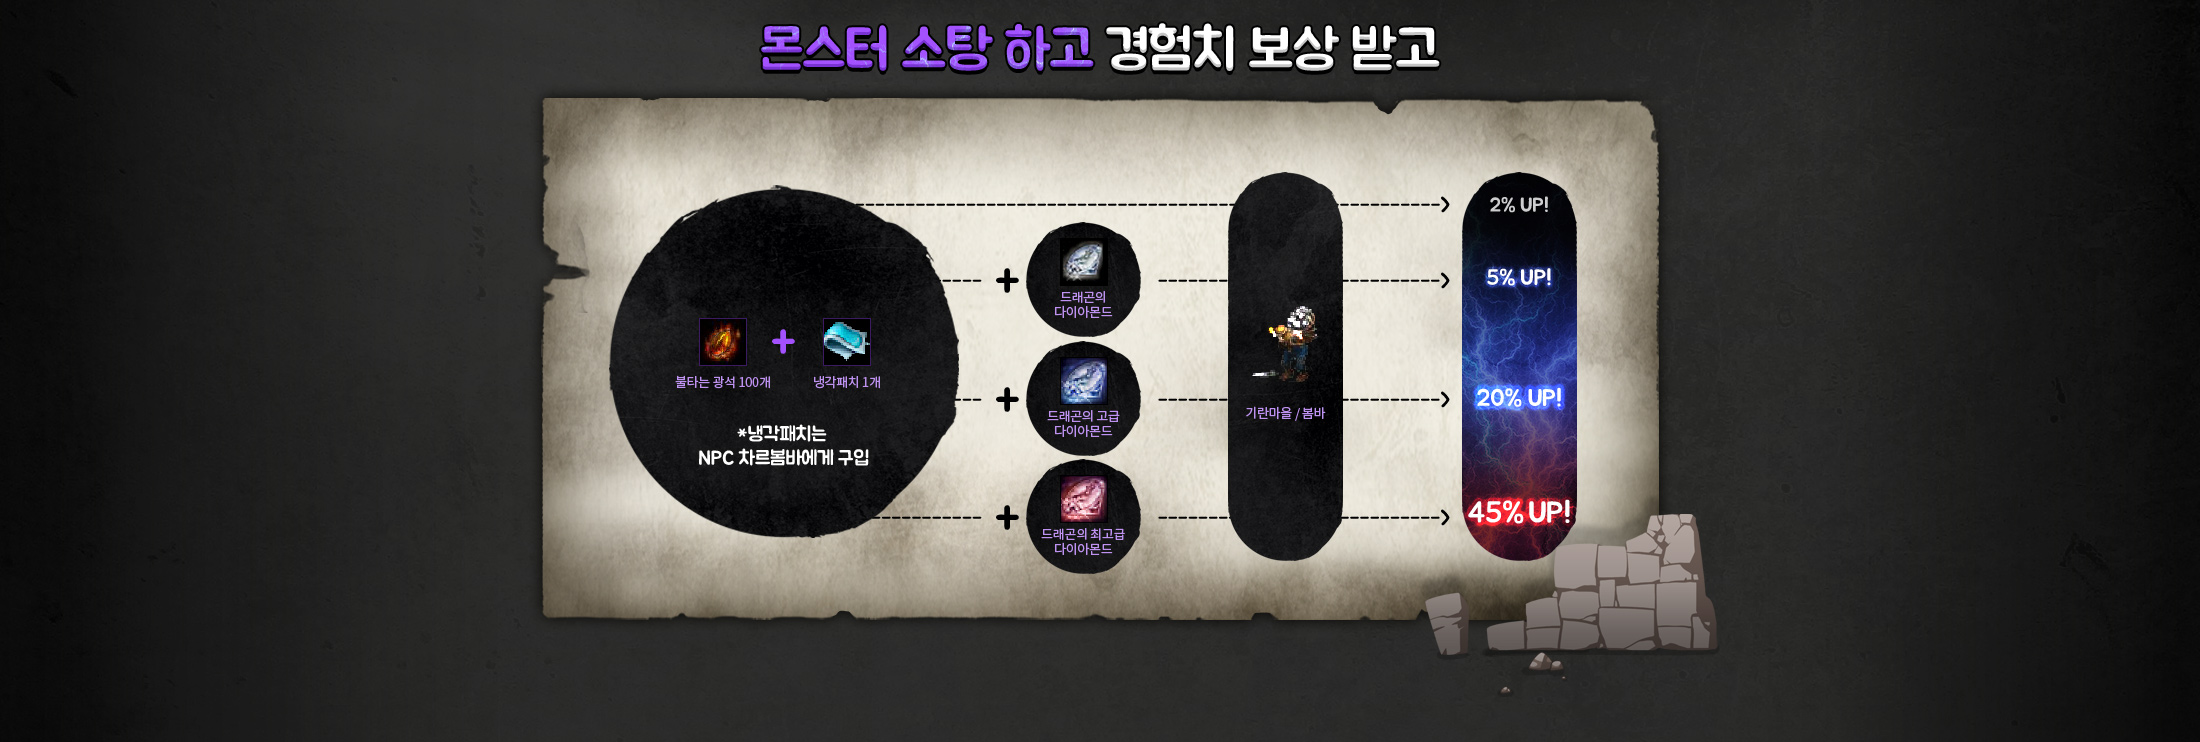 몬스터 소탕 하고 경험치 보상 받고
불타는 광석 100개
냉각패치 1개
*냉각패치는
NPC 차르봄바에게 구입
드래곤의
다이아몬드
드래곤의 고급
다이아몬드
드래곤의 최고급
다이아몬드
기란마을 / 봄바
2% UP!
5% UP!
20% UP!
45% UP!